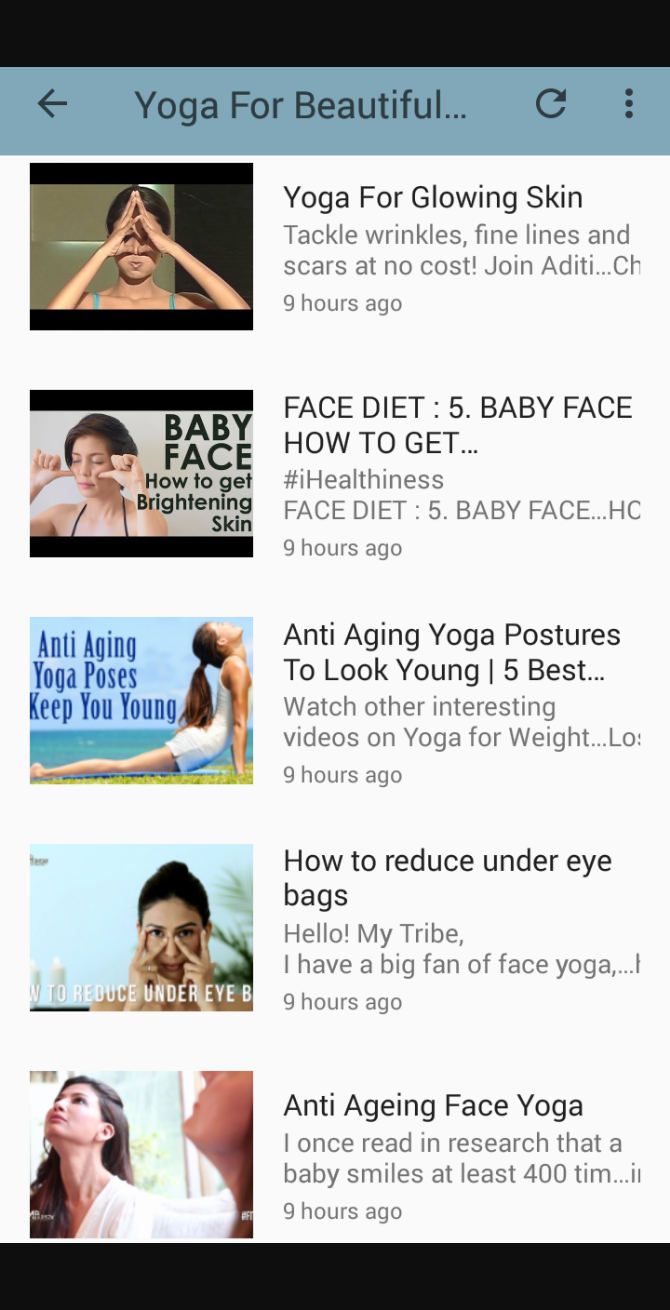 Yoga For Beautiful...
Yoga For Glowing Skin
Tackle wrinkles, fine lines and
scars at no cost! Join Aditi...Ch
9 hours ago
BABY
FACE
How to get
Brightening
Skin
FACE DIET : 5. BABY FACE
HOW TO GET...
#iHealthiness
FACE DIET : 5. BABY FACE...HO
9 hours ago
Anti Aging
Yoga Poses
Keep You Young
Anti Aging Yoga Postures
To Look Young | 5 Best...
Watch other interesting
videos on Yoga for Weight...Los
9 hours ago
W TO REDUCE UNDER EYE B
How to reduce under eye
bags
Hello! My Tribe,
I have a big fan of face yoga,...
9 hours ago
Anti Ageing Face Yoga
I once read in research that a
baby smiles at least 400 tim...in
9 hours ago